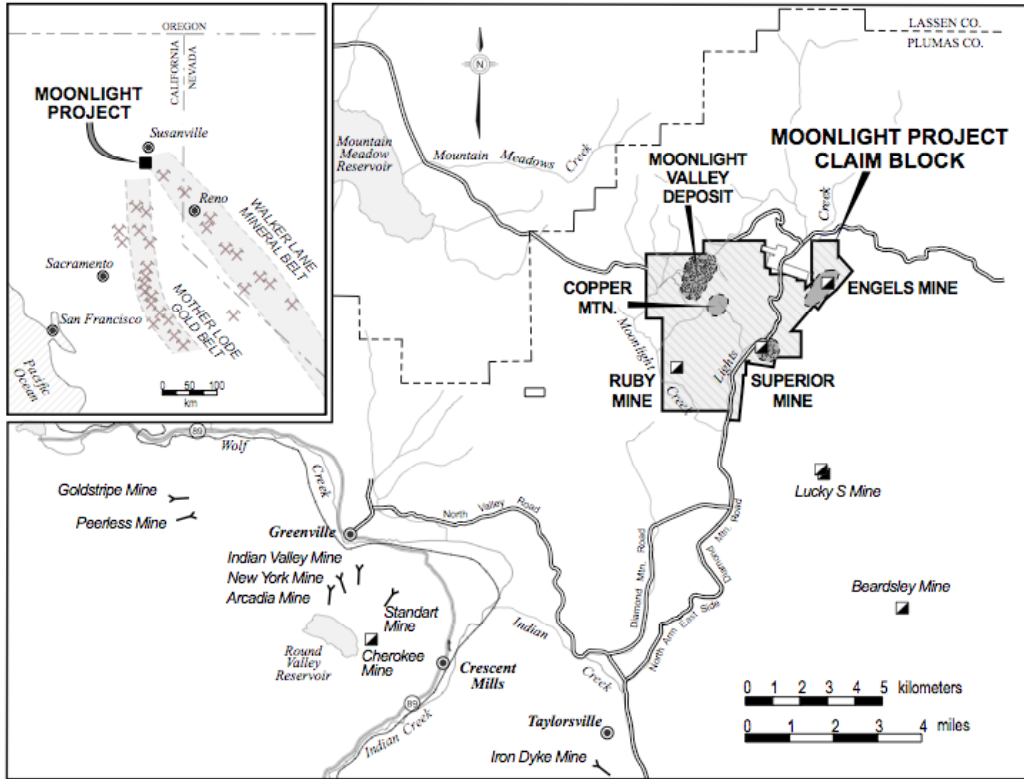 OREGON
CALIFORNIA
NEVADA
MOONLIGHT
PROJECT
Susanville
Reno
WALKER LANE
MINERAL BELT
Sacramento
MOTHER LODE
GOLD BELT
San Francisco
Pacific
Ocean
0 50 100
km
N
LASSEN CO.
PLUMAS CO.
Mountain
Meadow
Reservoir
Mountain Meadows Creek
MOONLIGHT
VALLEY
DEPOSIT
MOONLIGHT PROJECT
CLAIM BLOCK
Creek
COPPER
MTN.
ENGELS MINE
Moonlight
Creek
Lights
RUBY
MINE
SUPERIOR
MINE
89
Wolf
Creek
Goldstripe Mine
Peerless Mine
Greenville
North Valley Road
Lucky S Mine
Indian Valley Mine
New York Mine
Arcadia Mine
Standart
Mine
Diamond Mtn. Road
Diamond Mtn. Road
North Arm East Side
Beardsley Mine
Round
Valley
Reservoir
Cherokee
Mine
Crescent
Mills
Indian
Creek
89
Indian Creek
Taylorsville
Iron Dyke Mine
0 1 2 3 4 5 kilometers
0 1 2 3 4 miles